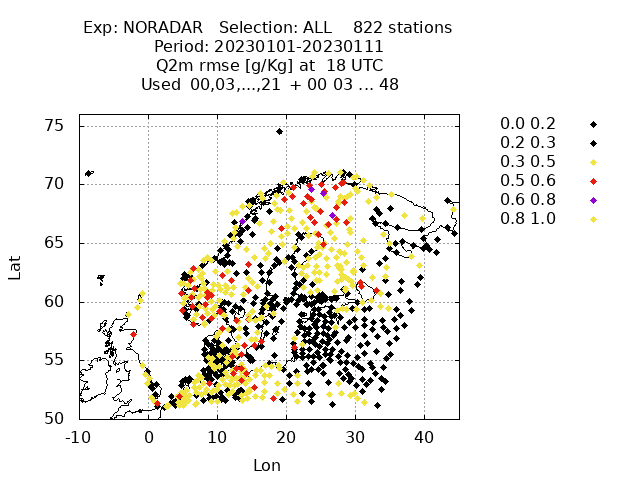 Exp: NORADAR   Selection: ALL    822 stations
Period: 20230101-20230111
Q2m rmse [g/Kg] at  18 UTC
Used  00,03,...,21  + 00 03 ... 48
75
70
65
60
55
50
Lat
-10 0 10 20 30 40
Lon
0.0 0.2
0.2 0.3
0.3 0.5
0.5 0.6
0.6 0.8
0.8 1.0